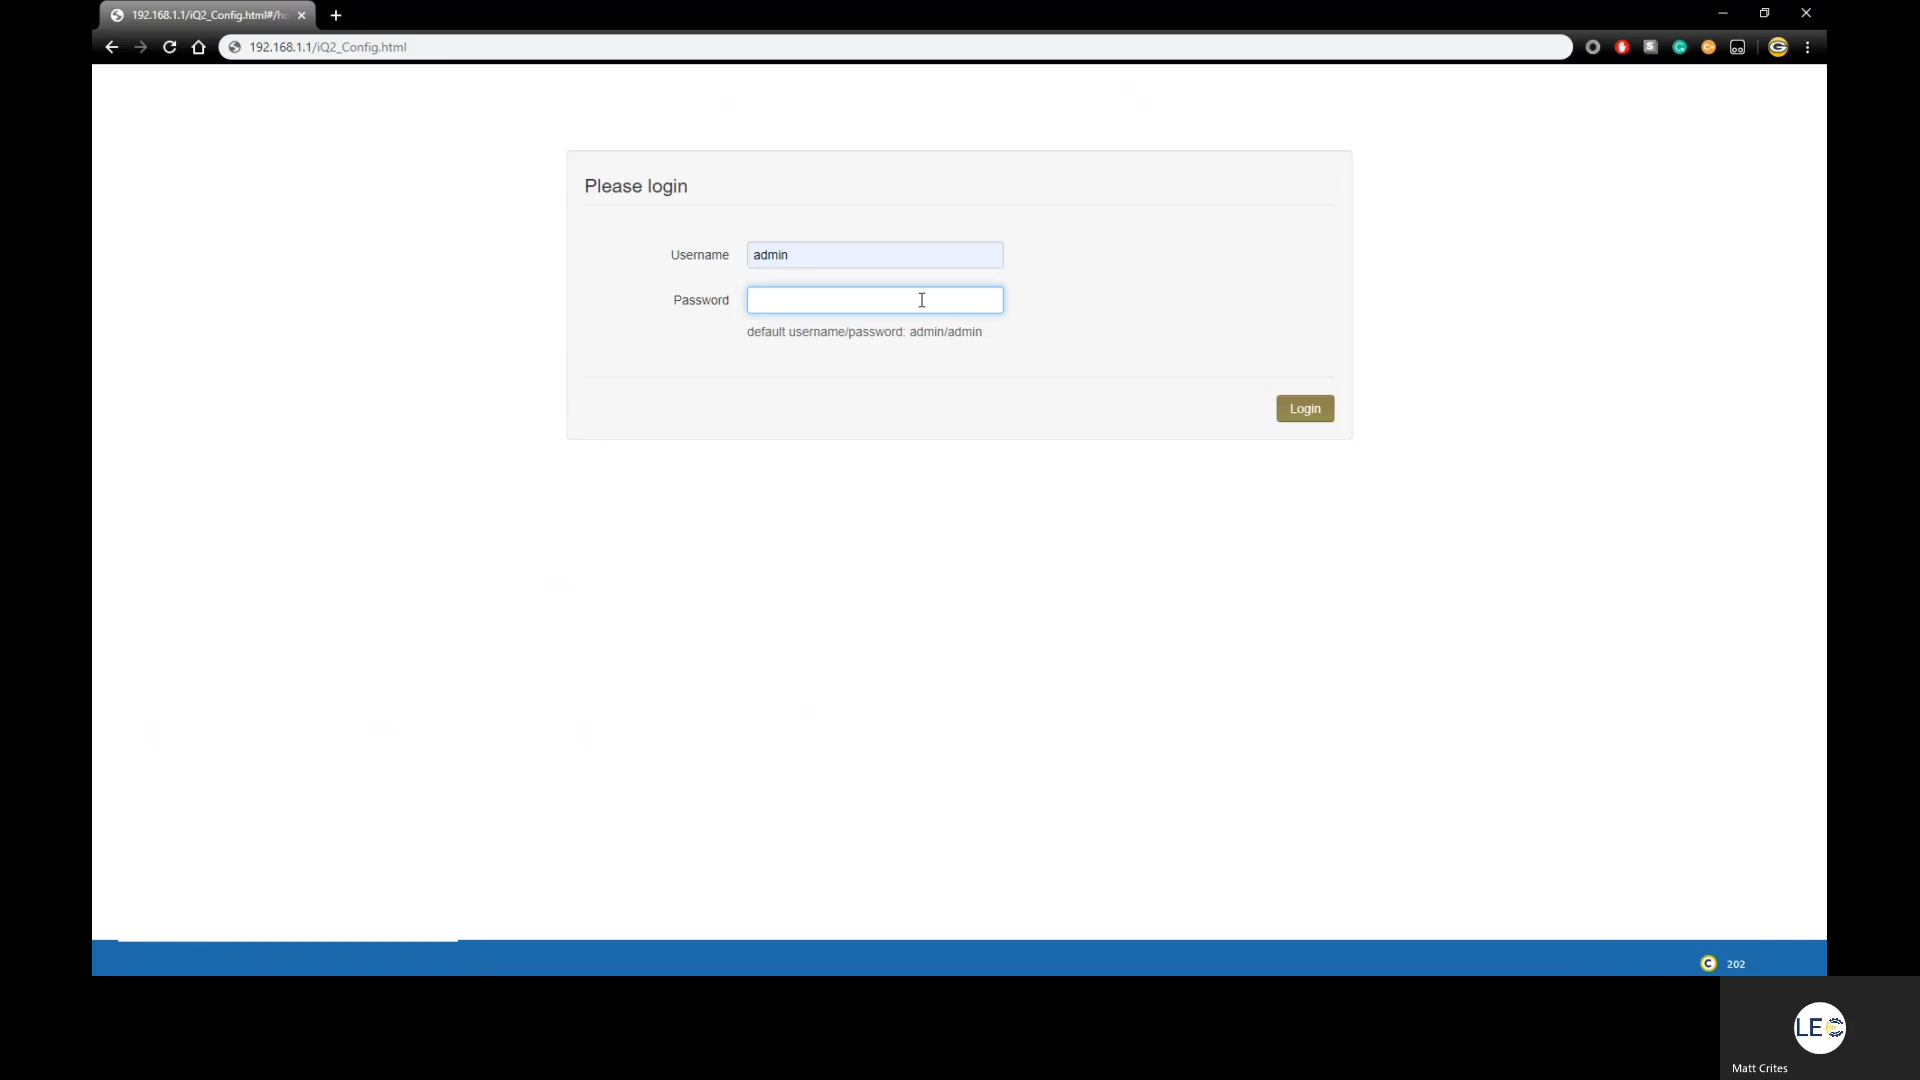 192.168.1.1/iQ2_Config.html#/h
192.168.1.1/iQ2_Config.html
Please login
Username
admin
Password
default username/password: admin/admin
Login
C 202
LEC
Matt Crites